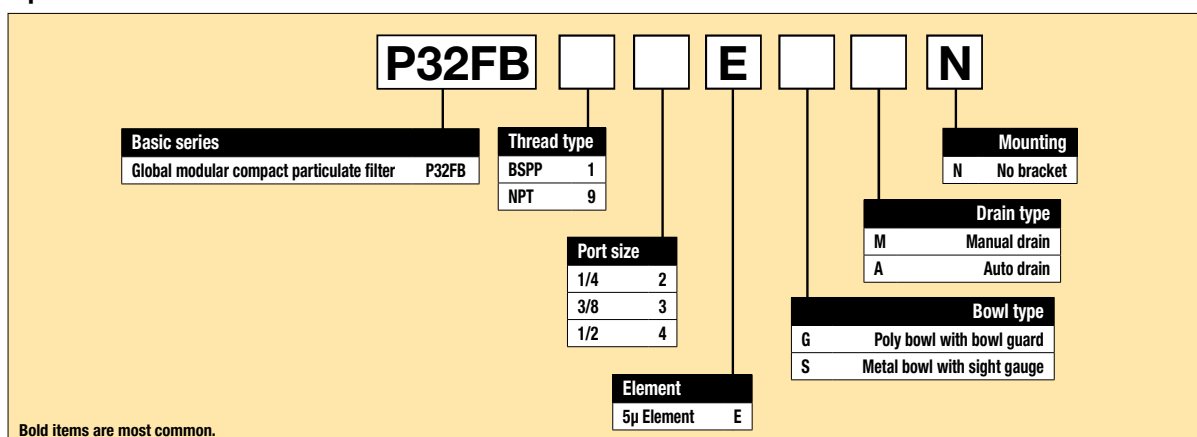 P32FB E N
Basic series
Global modular compact particulate filter P32FB
Thread type
BSPP 1
NPT 9
Port size
1/4 2
3/8 3
1/2 4
Element
5μ Element E
Mounting
N No bracket
Drain type
M Manual drain
A Auto drain
Bowl type
G Poly bowl with bowl guard
S Metal bowl with sight gauge
Bold items are most common.